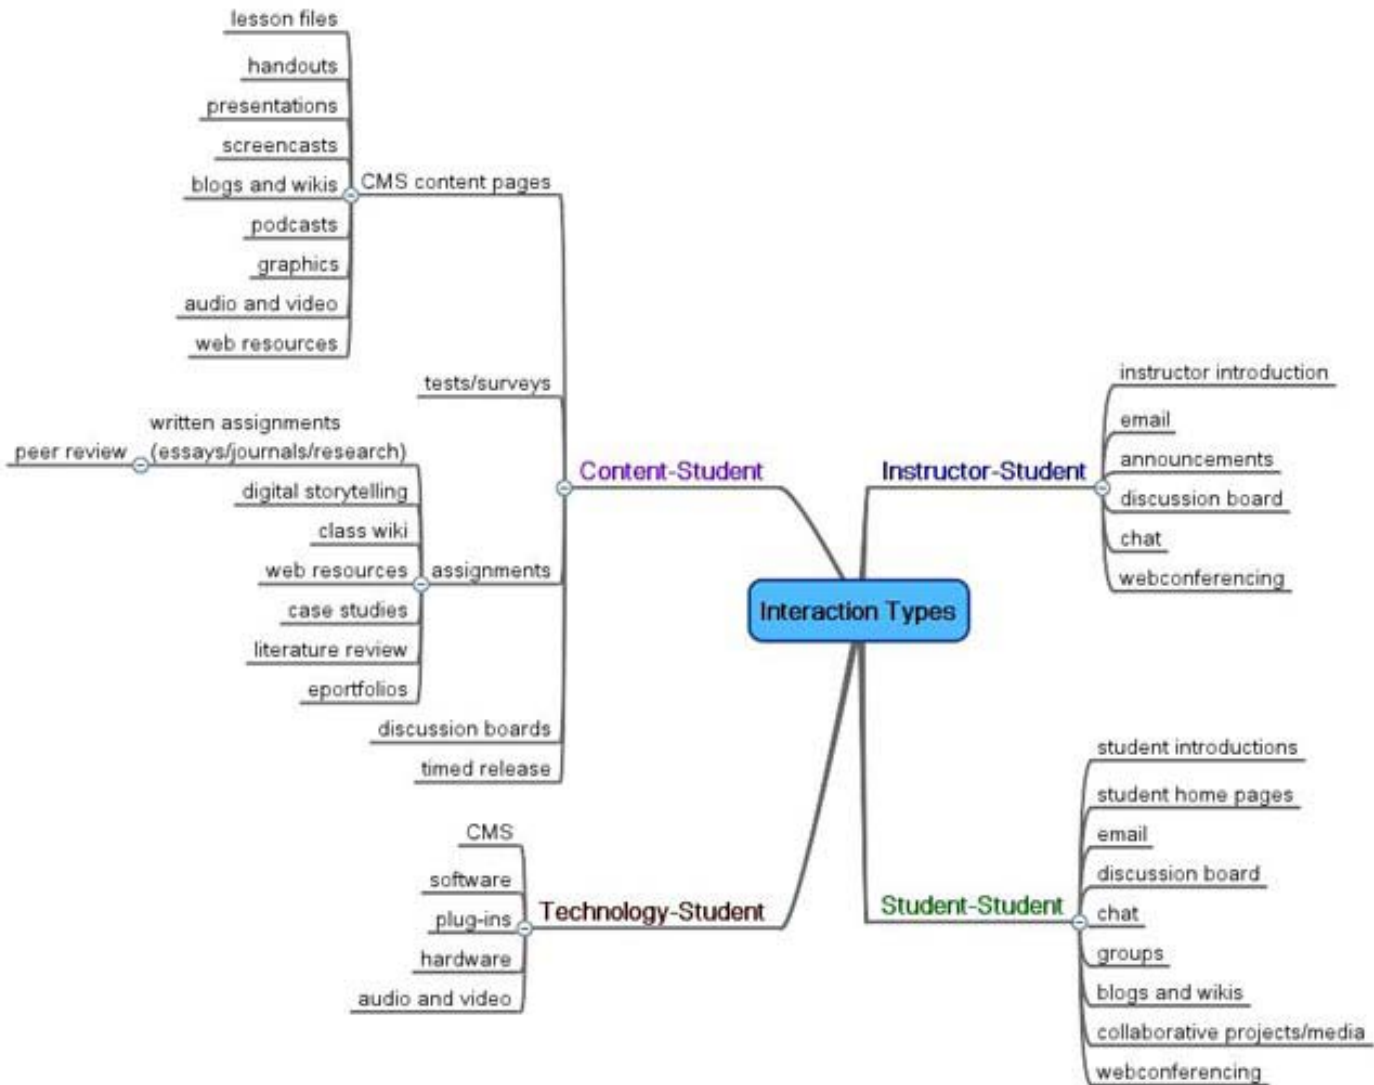 lesson files
handouts
presentations
screencasts
blogs and wikis
podcasts
graphics
audio and video
web resources
CMS content pages
tests/surveys
written assignments
(essays/journals/research)
peer review
digital storytelling
class wiki
web resources
case studies
literature review
eportfolios
assignments
discussion boards
timed release
Content-Student
Instructor-Student
instructor introduction
email
announcements
discussion board
chat
webconferencing
Interaction Types
CMS
software
plug-ins
hardware
audio and video
Technology-Student
Student-Student
student introductions
student home pages
email
discussion board
chat
groups
blogs and wikis
collaborative projects/media
webconferencing